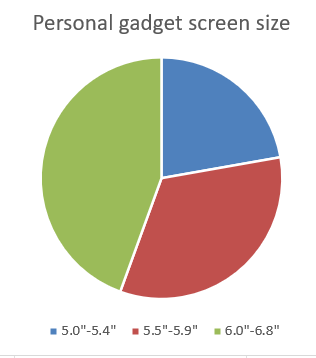 Personal gadget screen size
5.0"-5.4" 5.5"-5.9" 6.0"-6.8"